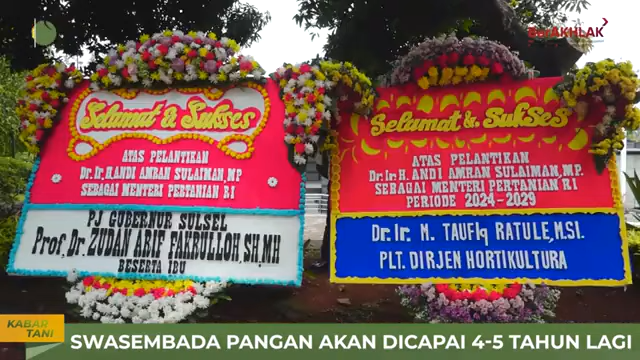 BerAKHLAK
Selamat & Sukses
ATAS PELANTIKAN
Dr. Ir. H. ANDI AMRAN SULAIMAN, MP
SEBAGAI MENTERI PERTANIAN RI
PJ GUBERNUR SULSEL
Prof. Dr. ZUDAN ARIF FAKRULLOH, SH, MH
BESERTA IBU
Selamat & Sukses
ATAS PELANTIKAN
Dr. Ir. H. ANDI AMRAN SULAIMAN, MP.
SEBAGAI MENTERI PERTANIAN RI
PERIODE 2024-2029
Dr. Ir. M. TAUFIQ RATULE, M.SI.
PLT. DIRJEN HORTIKULTURA
KABAR
TANI
SWASEMBADA PANGAN AKAN DICAPAI 4-5 TAHUN LAGI